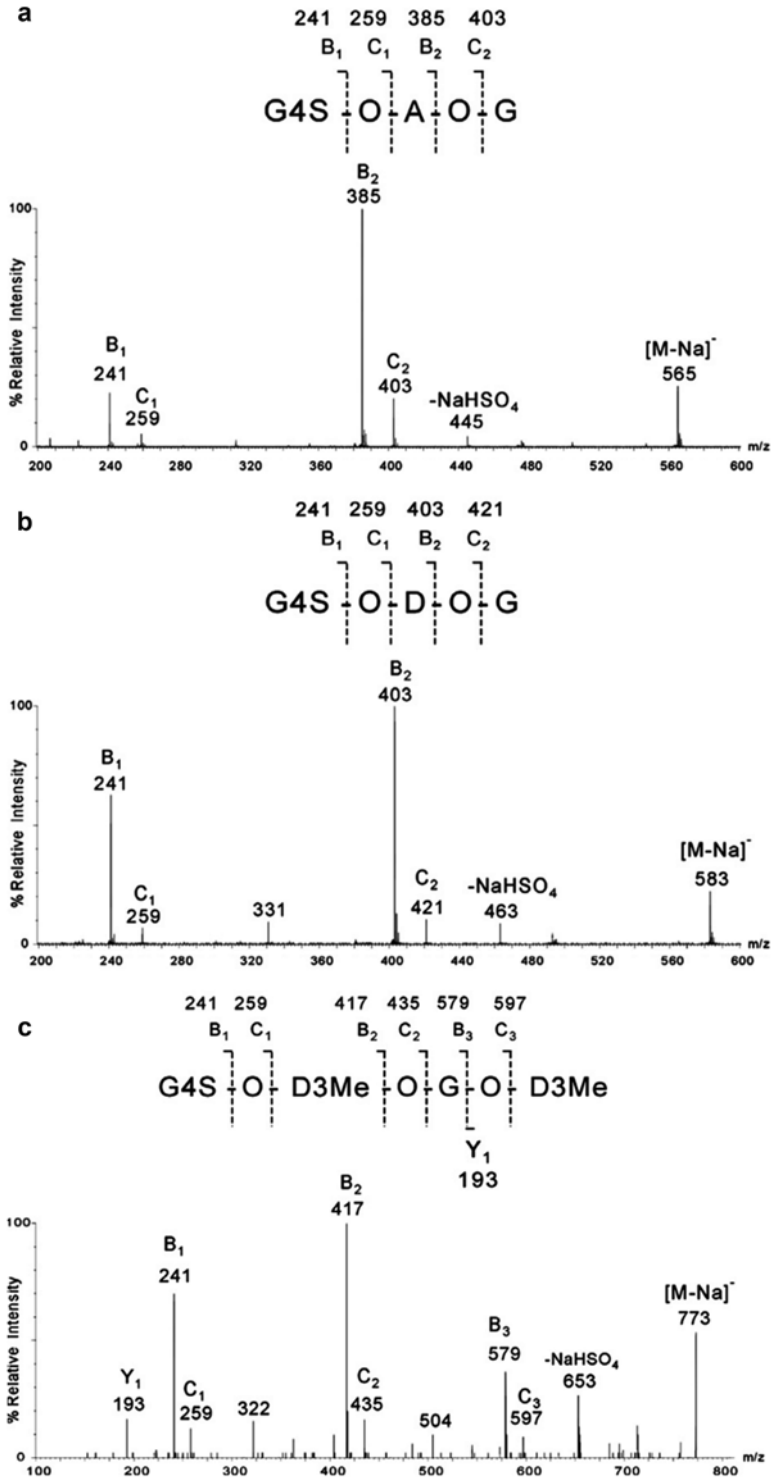 a
241 259 385 403
B1 C1 B2 C2
G4S - O - A - O - G
B2
385
100
% Relative Intensity
B1
241
C1
259
C2
403
-NaHSO4
445
[M-Na]-
565
0
200 240 280 320 360 400 440 480 520 560 600 m/z
b
241 259 403 421
B1 C1 B2 C2
G4S - O - D - O - G
B2
403
100
% Relative Intensity
B1
241
C1
259
331
C2
421
-NaHSO4
463
[M-Na]-
583
0
200 240 280 320 360 400 440 480 520 560 600 m/z
c
241 259 417 435 579 597
B1 C1 B2 C2 B3 C3
G4S - O - D3Me - O - G - O - D3Me
Y1
193
B2
417
100
% Relative Intensity
B1
241
Y1
193
C1
259
322
C2
435
504
B3
579
C3
597
-NaHSO4
653
[M-Na]-
773
0
100 200 300 400 500 600 700 800 m/z